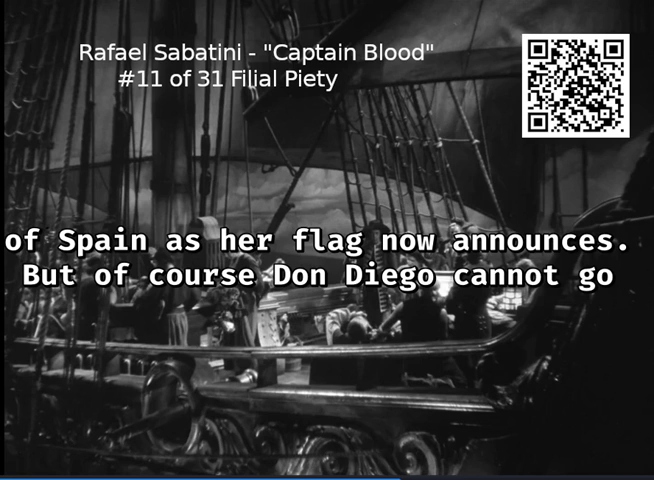 Rafael Sabatini - "Captain Blood"
#11 of 31 Filial Piety
of Spain as her flag now announces.
But of course Don Diego cannot go